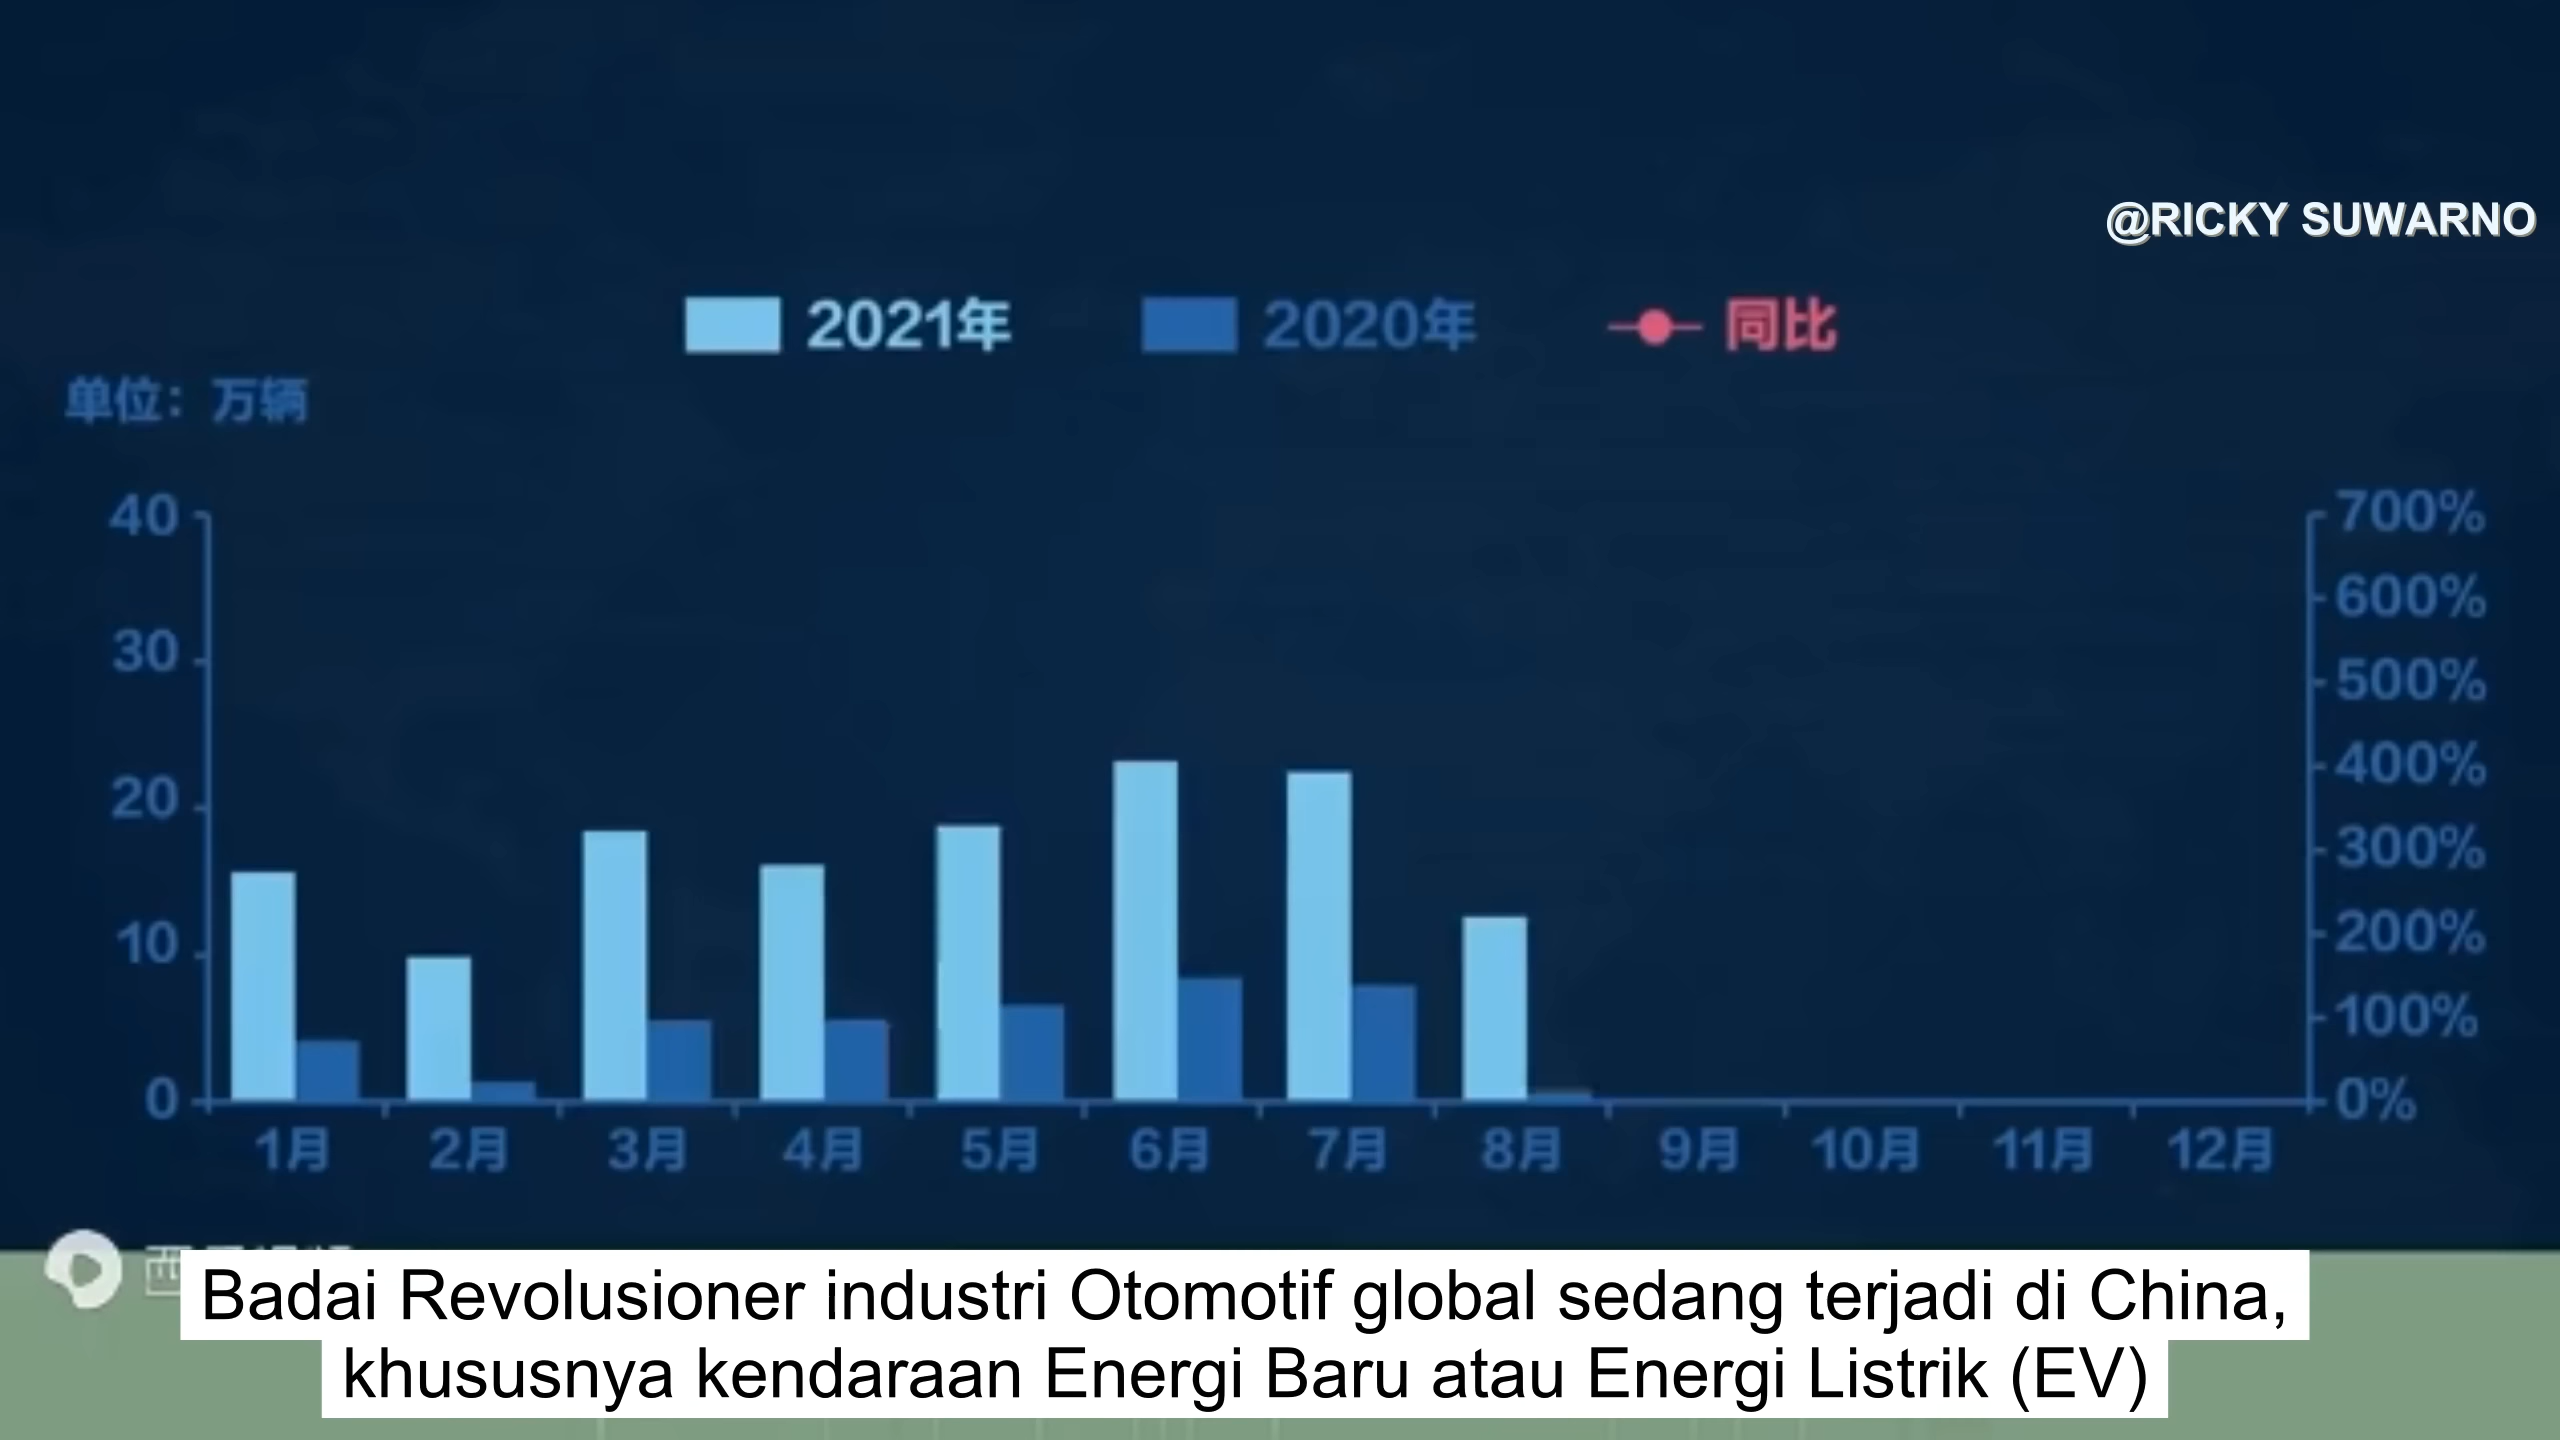 @RICKY SUWARNO
2021年 2020年 同比
单位：万辆
40 700%
600%
30 500%
20 400%
300%
10 200%
100%
0 0%
1月 2月 3月 4月 5月 6月 7月 8月 9月 10月 11月 12月
Badai Revolusioner industri Otomotif global sedang terjadi di China,
khususnya kendaraan Energi Baru atau Energi Listrik (EV)